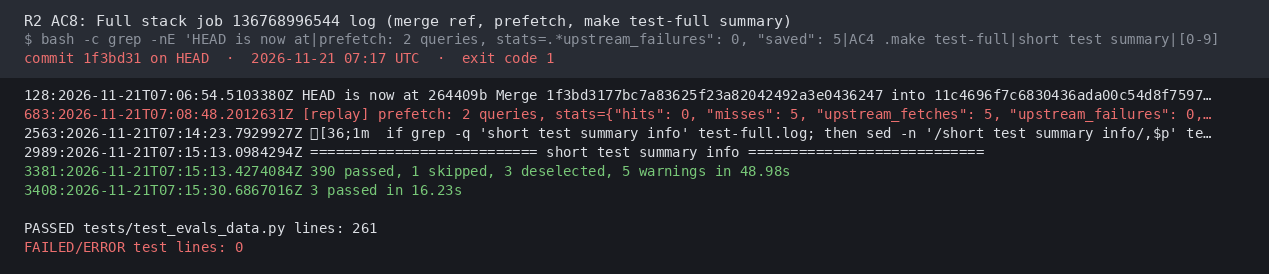 R2 AC8: Full stack job 136768996544 log (merge ref, prefetch, make test-full summary)
$ bash -c grep -nE 'HEAD is now at|prefetch: 2 queries, stats=.*upstream_failures": 0, "saved": 5|AC4 .make test-full|short test summary|[0-9]
commit 1f3bd31 on HEAD · 2026-11-21 07:17 UTC · exit code 1
128:2026-11-21T07:06:54.5103380Z HEAD is now at 264409b Merge 1f3bd3177bc7a83625f23a82042492a3e0436247 into 11c4696f7c6830436ada00c54d8f7597…
683:2026-11-21T07:08:48.2012631Z [replay] prefetch: 2 queries, stats={"hits": 0, "misses": 5, "upstream_fetches": 5, "upstream_failures": 0,…
2563:2026-11-21T07:14:23.7929927Z [36;1m  if grep -q 'short test summary info' test-full.log; then sed -n '/short test summary info/,$p' te…
2989:2026-11-21T07:15:13.0984294Z =========================== short test summary info ============================
3381:2026-11-21T07:15:13.4274084Z 390 passed, 1 skipped, 3 deselected, 5 warnings in 48.98s
3408:2026-11-21T07:15:30.6867016Z 3 passed in 16.23s
PASSED tests/test_evals_data.py lines: 261
FAILED/ERROR test lines: 0